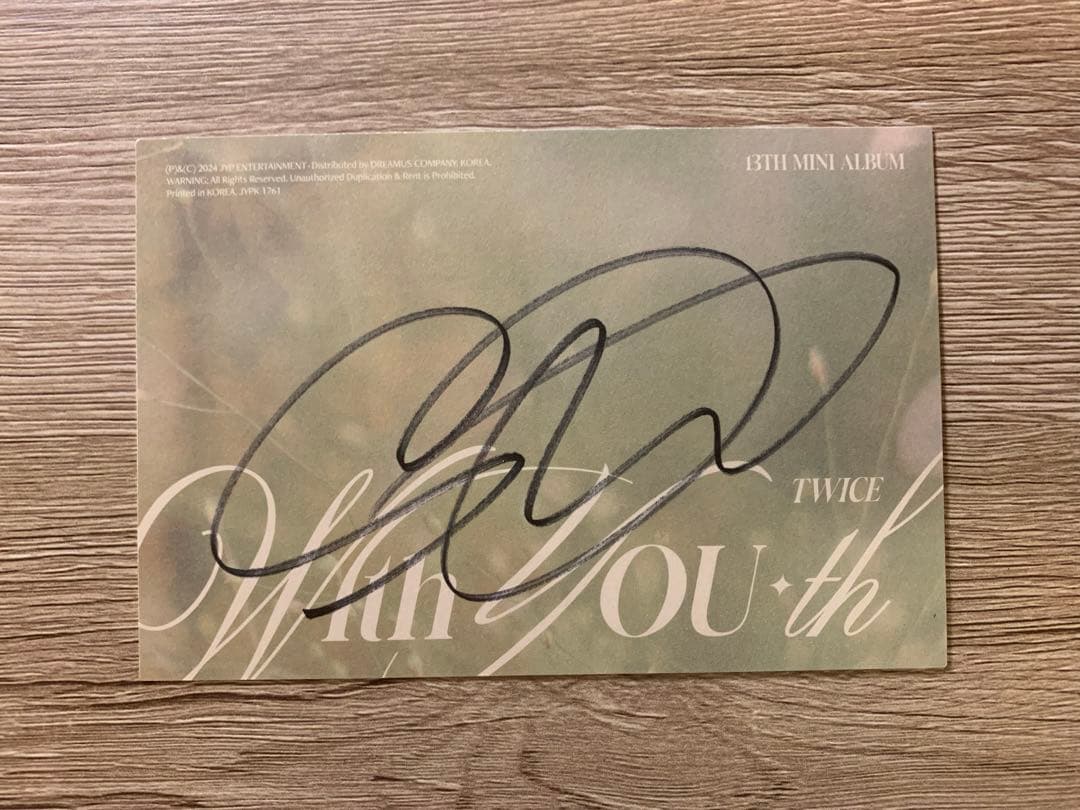 (P)&(C) 2024 JYP ENTERTAINMENT · Distributed by DREAMUS COMPANY, KOREA.
WARNING: All Rights Reserved. Unauthorized Duplication & Rent is Prohibited.
Printed in KOREA. JYPK 1761
13TH MINI ALBUM
TWICE
With YOU-th